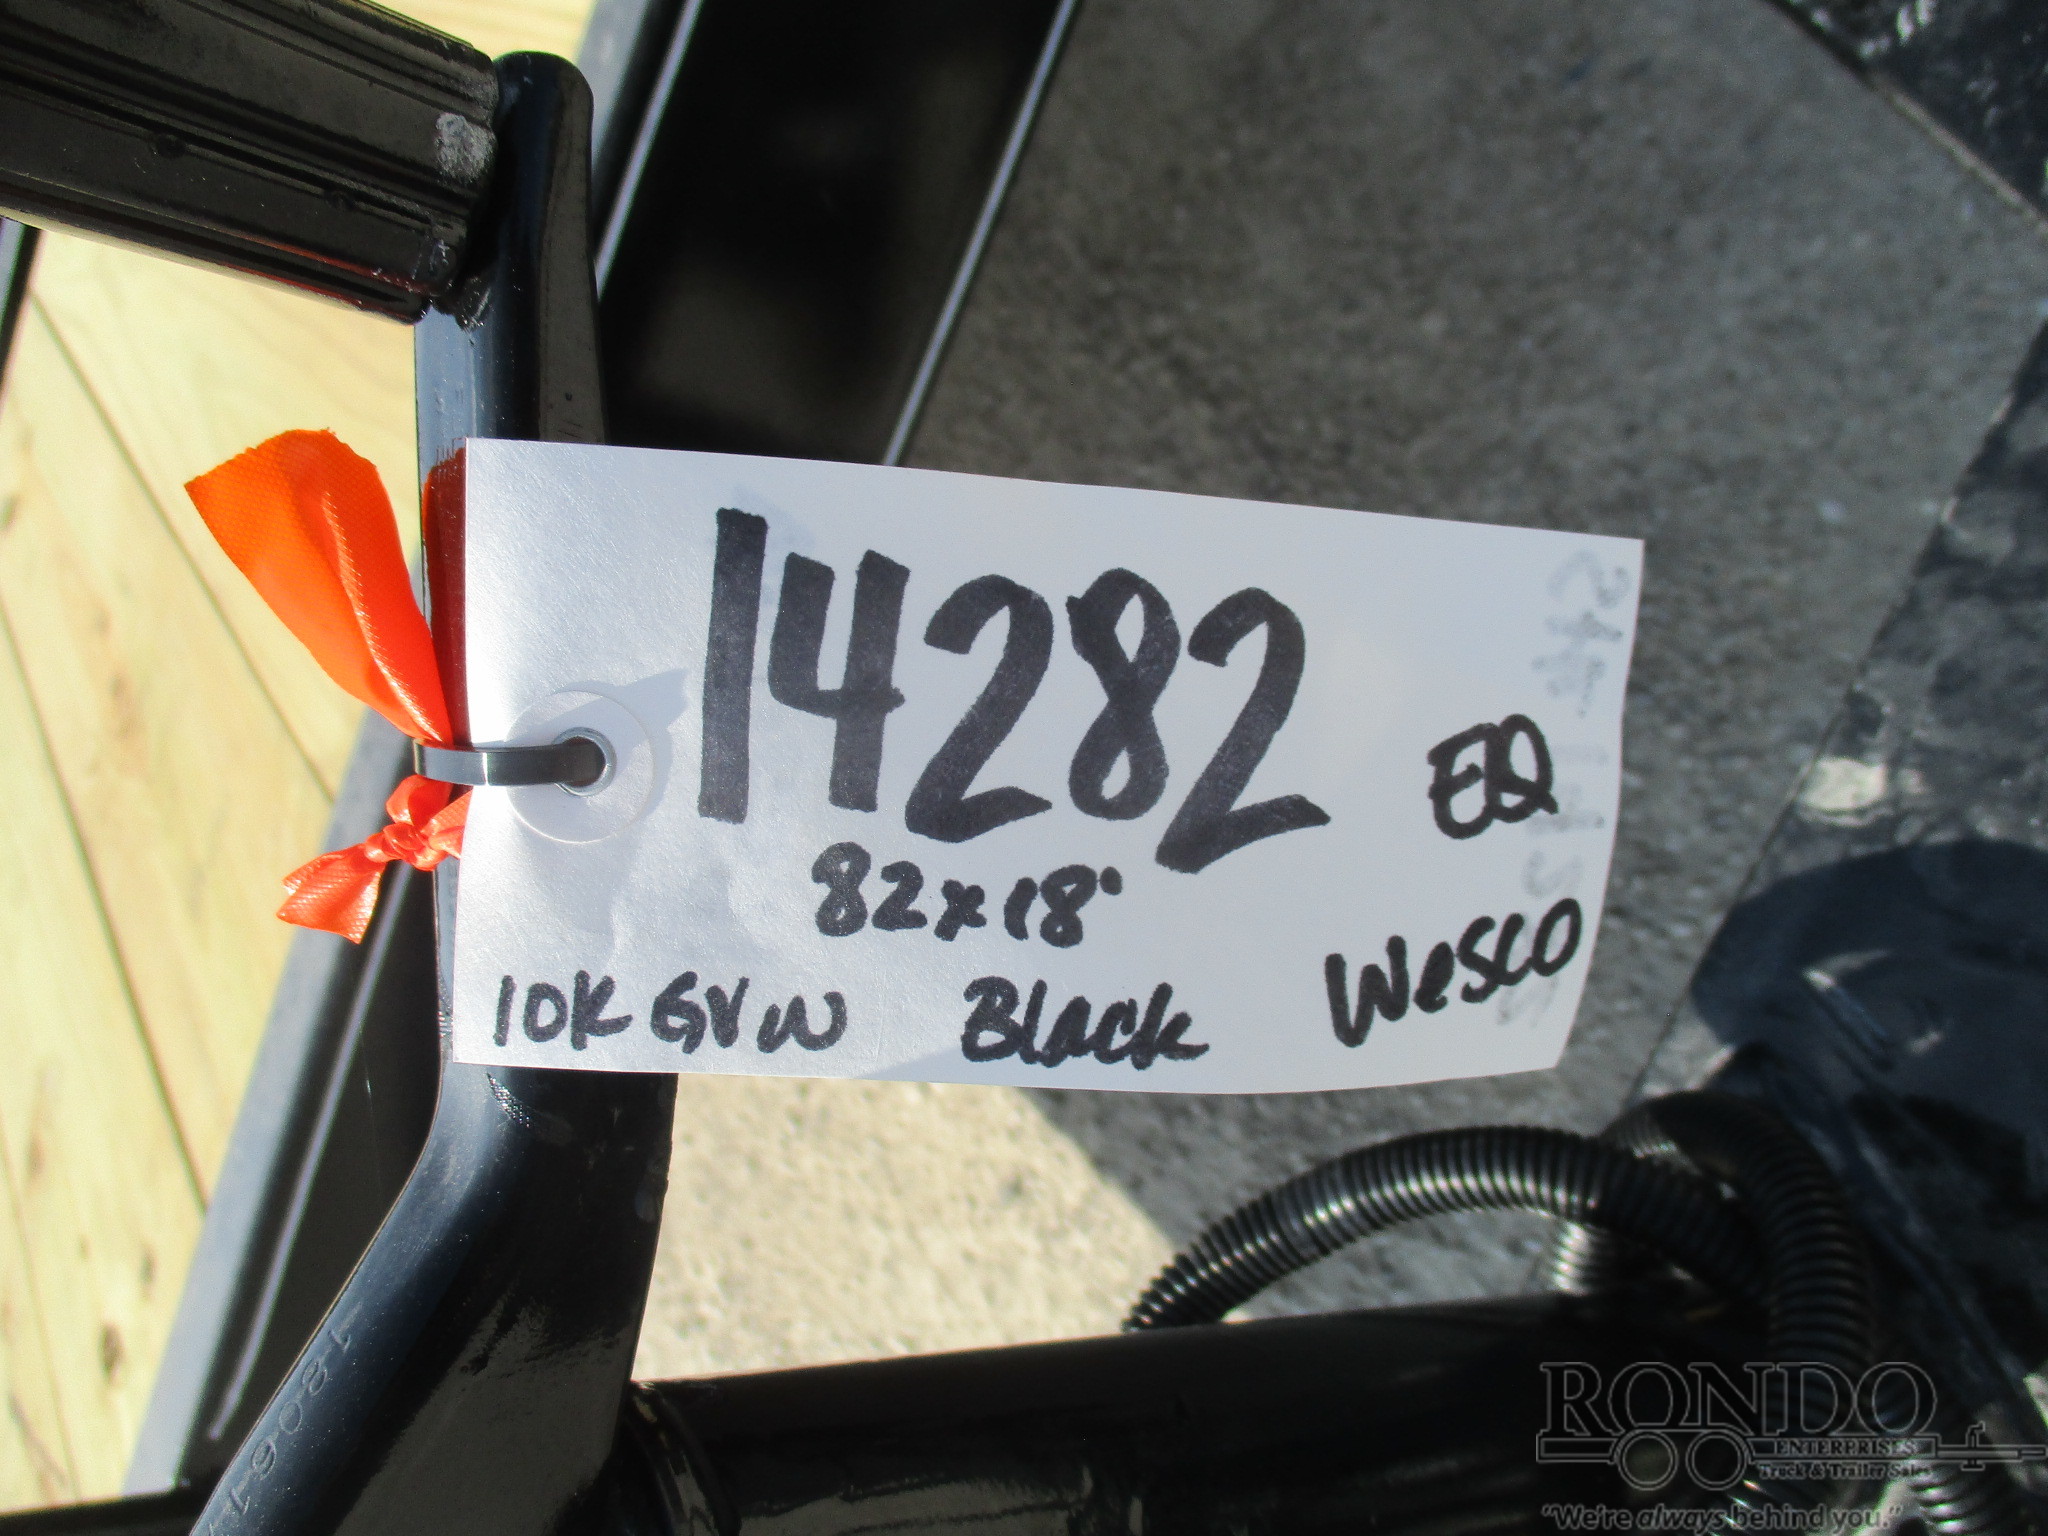 14282
EQ
82x18'
10K GVW Black Wesco
RONDO
ENTERPRISES
Truck & Trailer Sales
"We're always behind you."